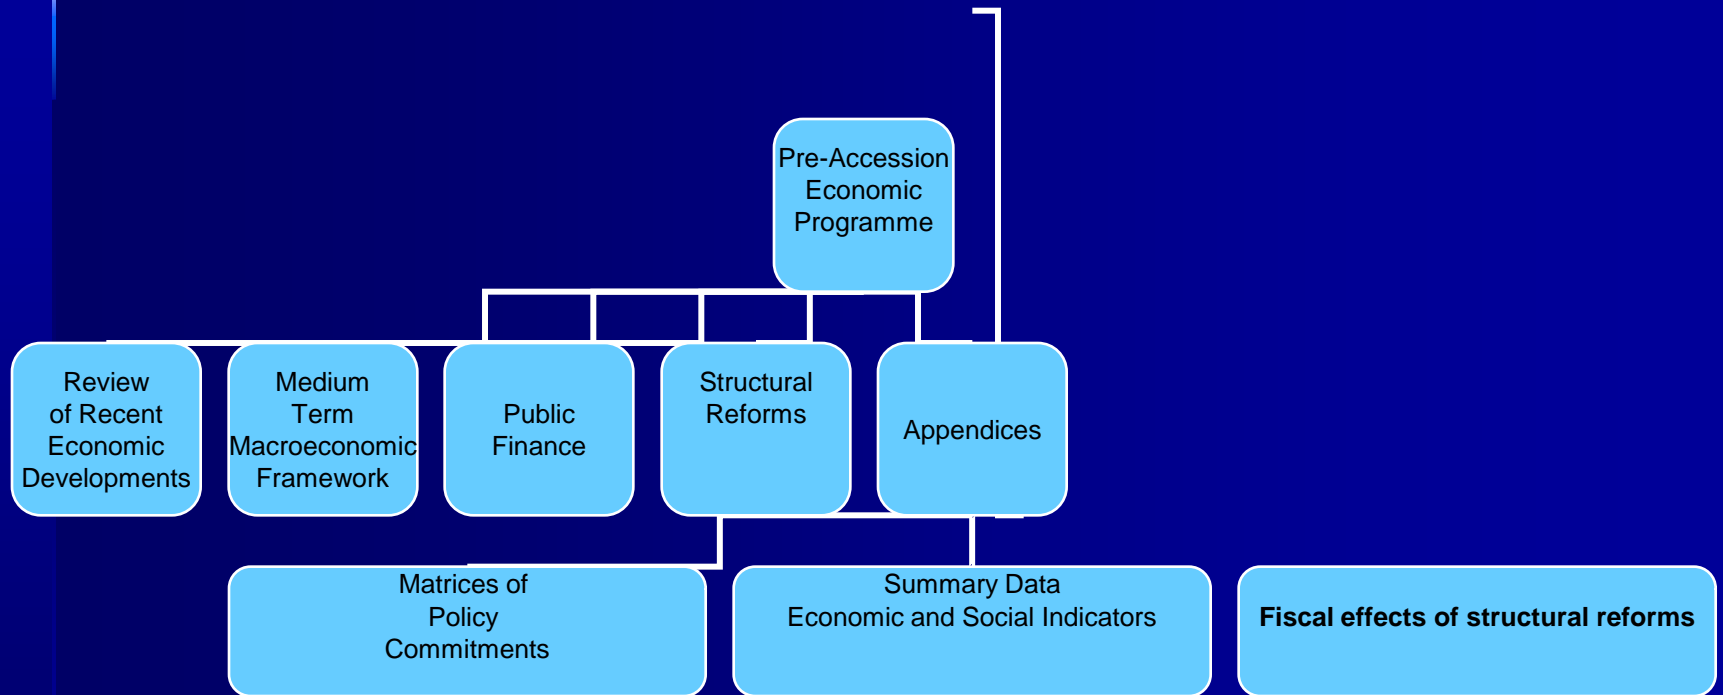 Pre-Accession
Economic
Programme
Review
of Recent
Economic
Developments
Medium
Term
Macroeconomic
Framework
Public
Finance
Structural
Reforms
Appendices
Matrices of
Policy
Commitments
Summary Data
Economic and Social Indicators
Fiscal effects of structural reforms